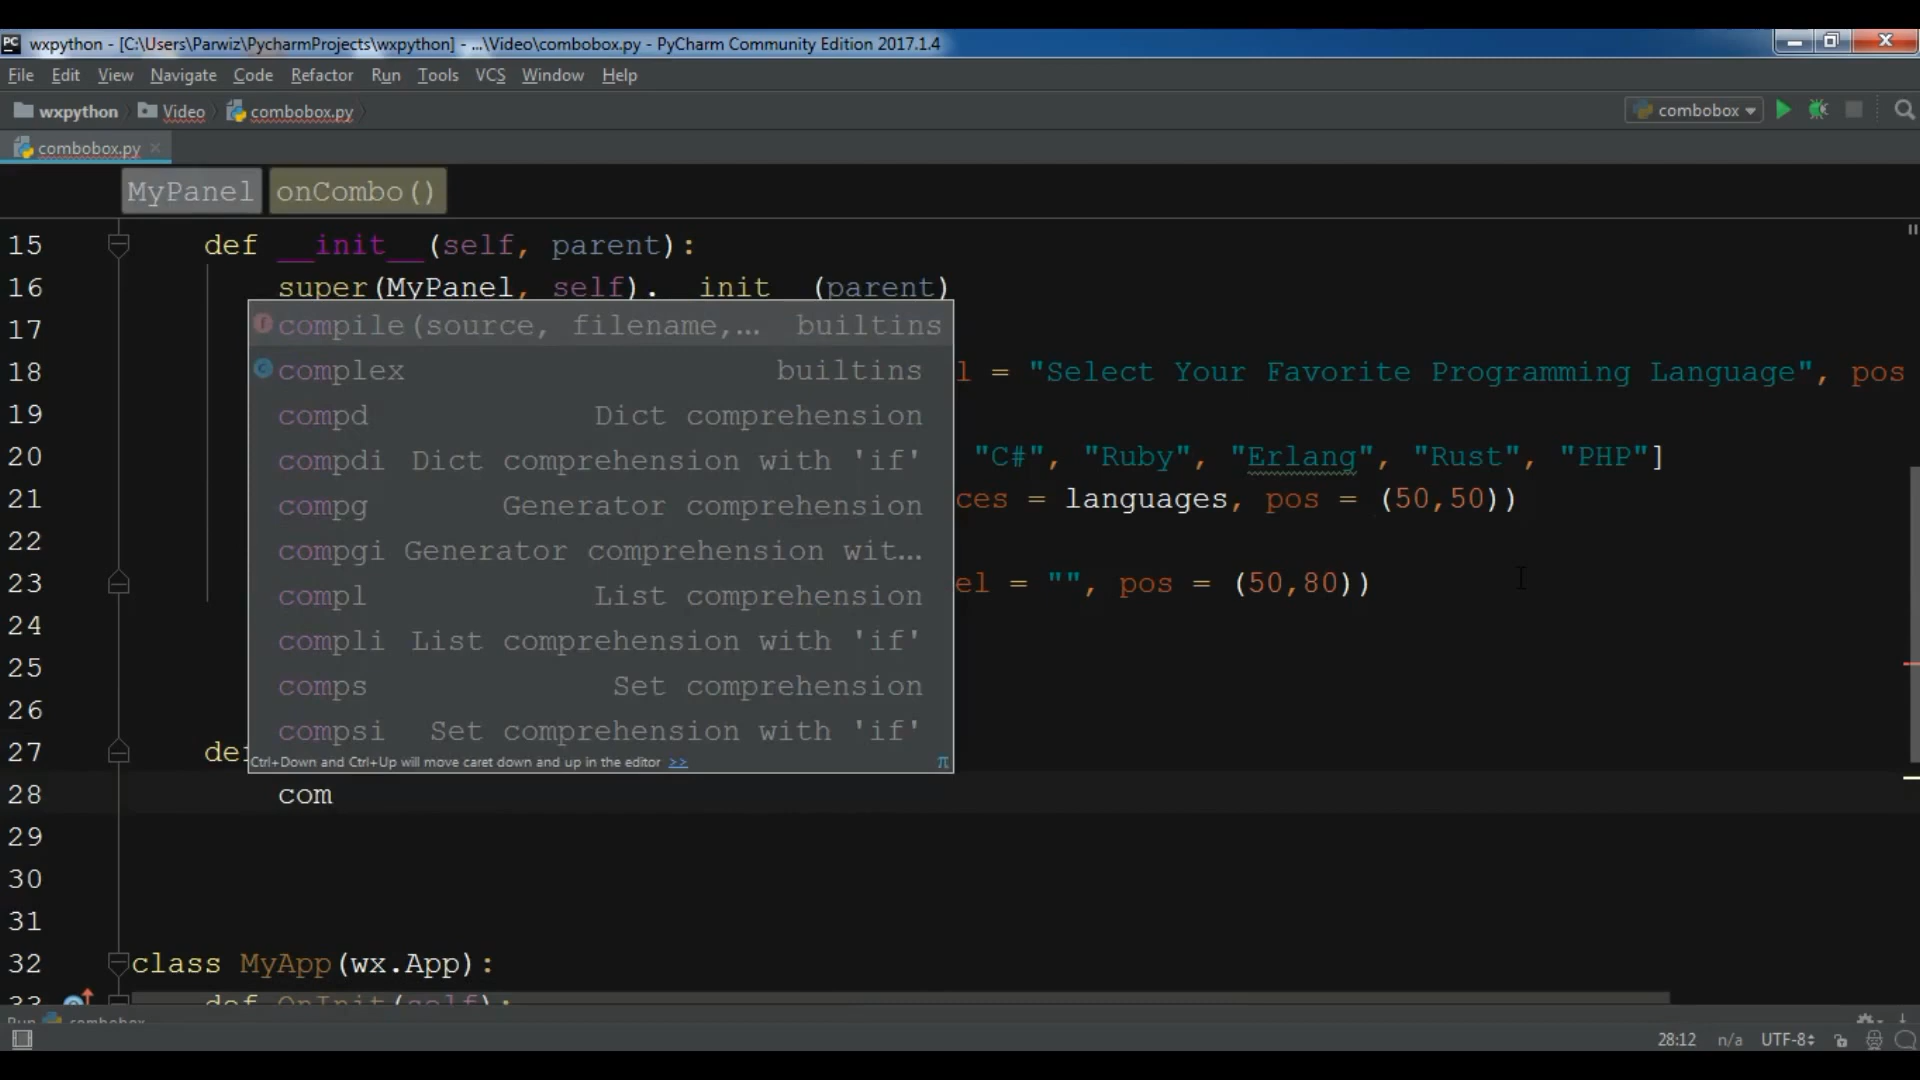 PC wxpython - [C:\Users\Parwiz\PycharmProjects\wxpython] - ...\Video\combobox.py - PyCharm Community Edition 2017.1.4
File Edit View Navigate Code Refactor Run Tools VCS Window Help
wxpython Video combobox.py combobox
combobox.py
MyPanel onCombo()
15 def __init__(self, parent):
16 super(MyPanel, self).__init__(parent)
17
18 l = "Select Your Favorite Programming Language", pos
19
20 "C#", "Ruby", "Erlang", "Rust", "PHP"]
21 ces = languages, pos = (50,50))
22
23 el = "", pos = (50,80))
24
25
26
27 def
28 com
29
30
31
32 class MyApp(wx.App):
33 def OnInit(self):
compile(source, filename,... builtins
complex builtins
compd Dict comprehension
compdi Dict comprehension with 'if'
compg Generator comprehension
compgi Generator comprehension wit...
compl List comprehension
compli List comprehension with 'if'
comps Set comprehension
compsi Set comprehension with 'if'
Ctrl+Down and Ctrl+Up will move caret down and up in the editor >> π
Run combobox
28:12 n/a UTF-8